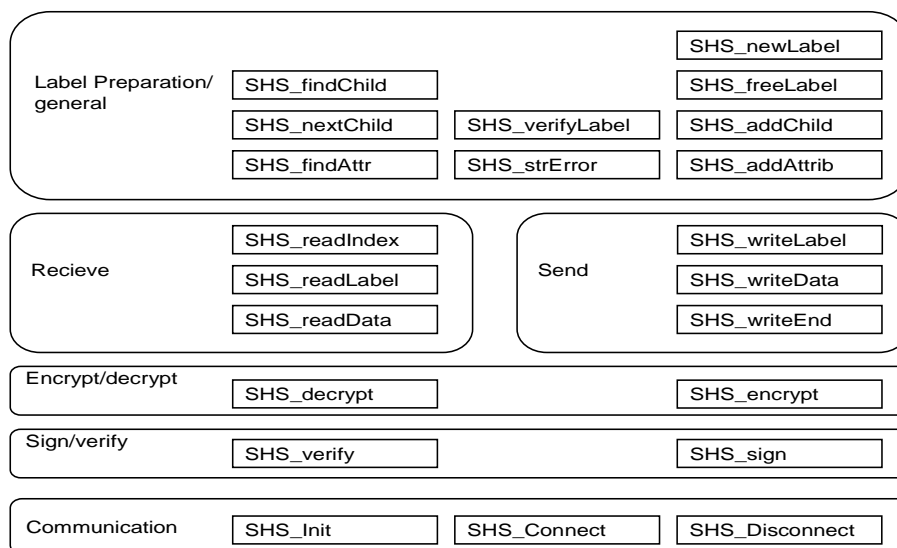 SHS_newLabel
Label Preparation/
general
SHS_findChild
SHS_freeLabel
SHS_nextChild
SHS_verifyLabel
SHS_addChild
SHS_findAttr
SHS_strError
SHS_addAttrib
Recieve
SHS_readIndex
SHS_readLabel
SHS_readData
Send
SHS_writeLabel
SHS_writeData
SHS_writeEnd
Encrypt/decrypt
SHS_decrypt
SHS_encrypt
Sign/verify
SHS_verify
SHS_sign
Communication
SHS_Init
SHS_Connect
SHS_Disconnect